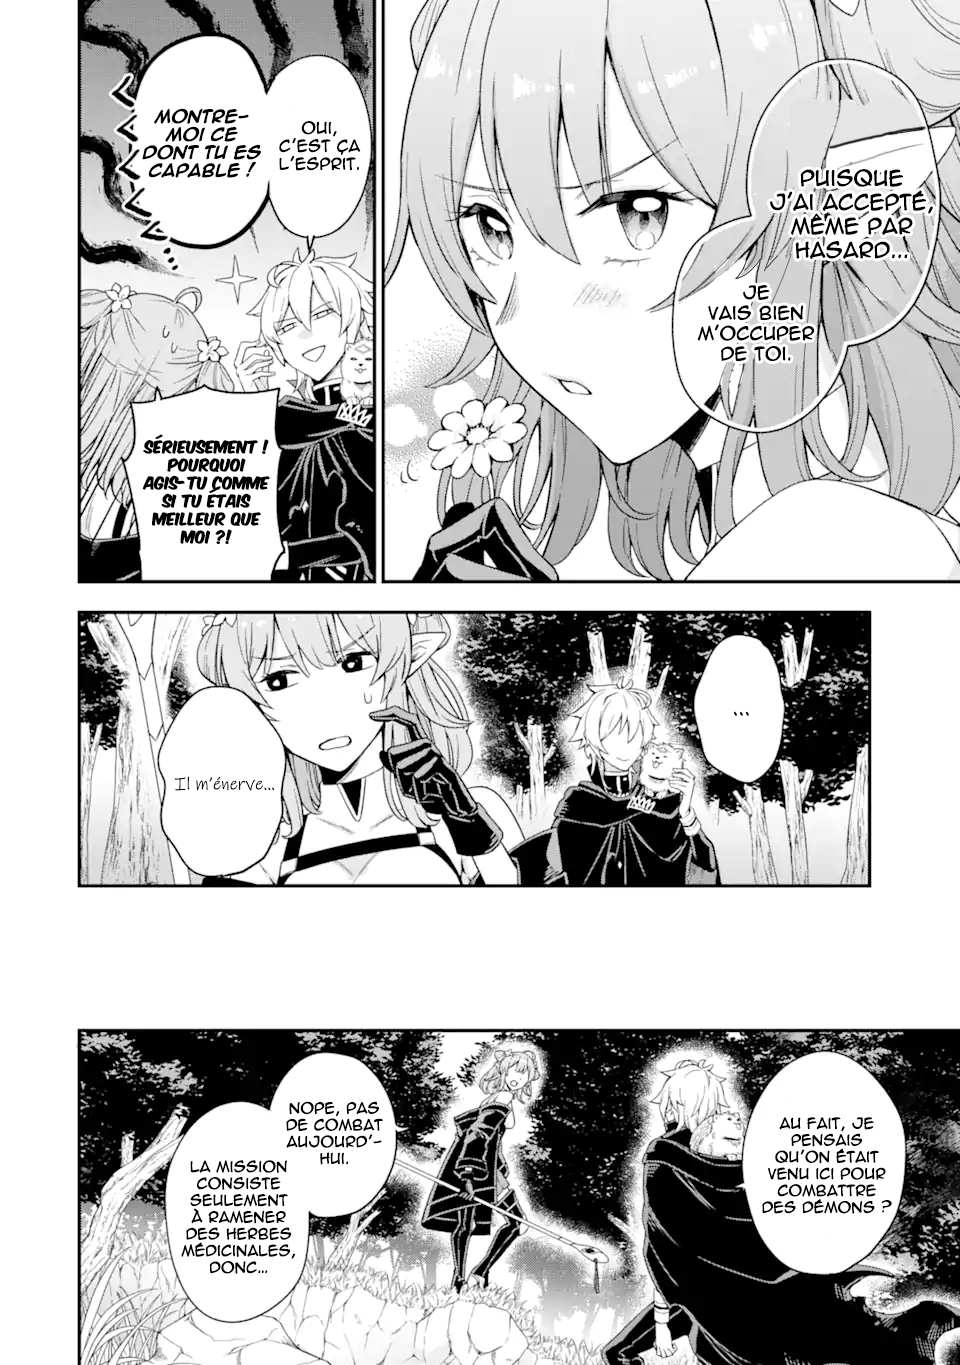 PUISQUE
J'AI ACCEPTÉ,
MÊME PAR
HASARD...
JE
VAIS BIEN
M'OCCUPER
DE TOI.
OUI,
C'EST ÇA
L'ESPRIT.
MONTRE-
MOI CE
DONT TU ES
CAPABLE !
SÉRIEUSEMENT !
POURQUOI
AGIS-TU COMME
SI TU ÉTAIS
MEILLEUR QUE
MOI ?!
...
Il m'énerve...
AU FAIT, JE
PENSAIS
QU'ON ÉTAIT
VENU ICI POUR
COMBATTRE
DES DÉMONS ?
NOPE, PAS
DE COMBAT
AUJOURD'-
HUI.
LA MISSION
CONSISTE
SEULEMENT
À RAMENER
DES HERBES
MÉDICINALES,
DONC...